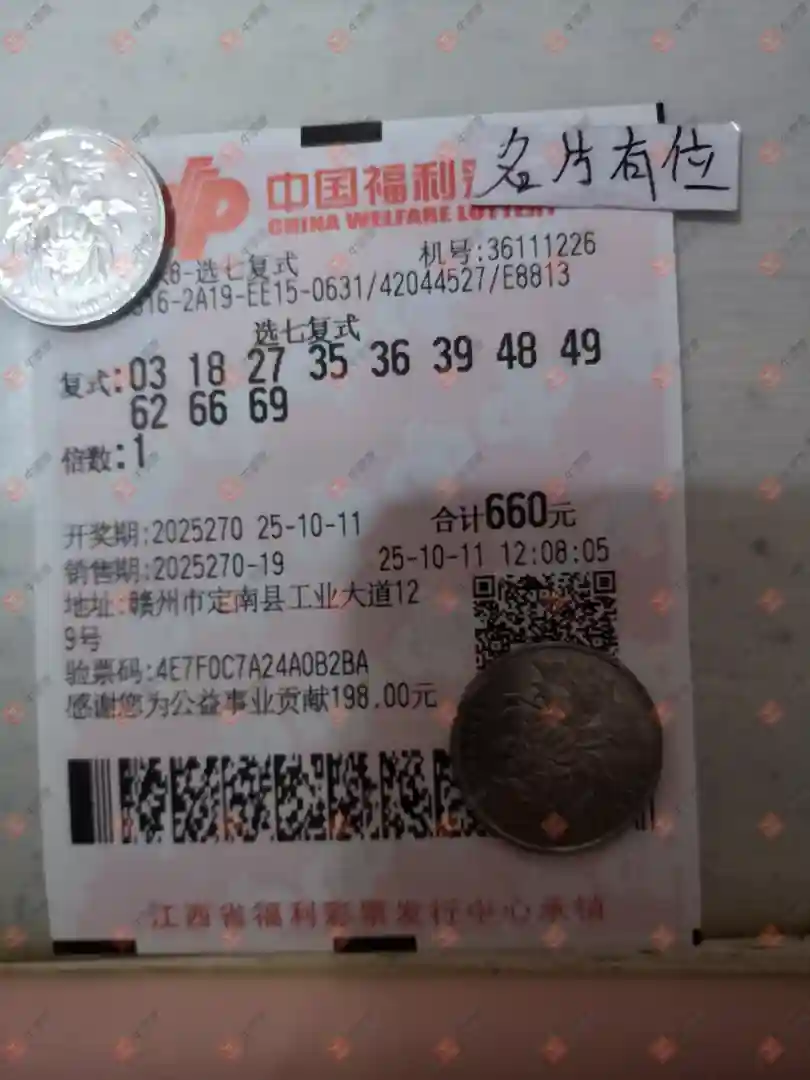 中国福利
名片有位
CHINA WELFARE LOTTERY
8-选七复式 机号:36111226
16-2A19-EE15-0631/42044527/E8813
选七复式
复式:03 18 27 35 36 39 48 49
62 66 69
倍数:1
开奖期:2025270 25-10-11 合计660元
销售期:2025270-19 25-10-11 12:08:05
地址:赣州市定南县工业大道12
9号
验票码:4E7F0C7A24A0B2BA
感谢您为公益事业贡献198.00元
江西省福利彩票发行中心承销